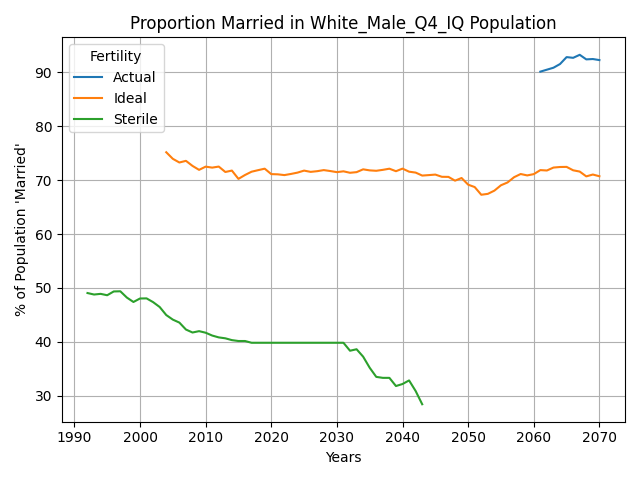 Proportion Married in White_Male_Q4_IQ Population
Fertility
Actual
Ideal
Sterile
% of Population 'Married'
90
80
70
60
50
40
30
1990 2000 2010 2020 2030 2040 2050 2060 2070
Years